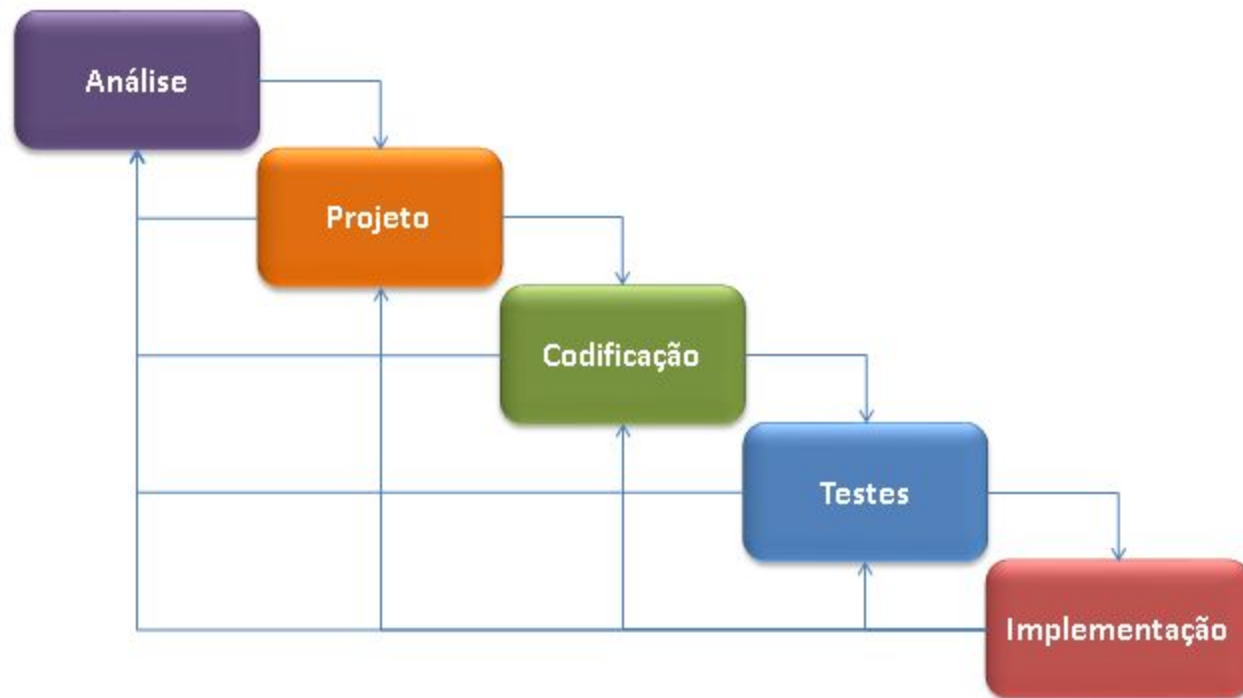 Análise
Projeto
Codificação
Testes
Implementação